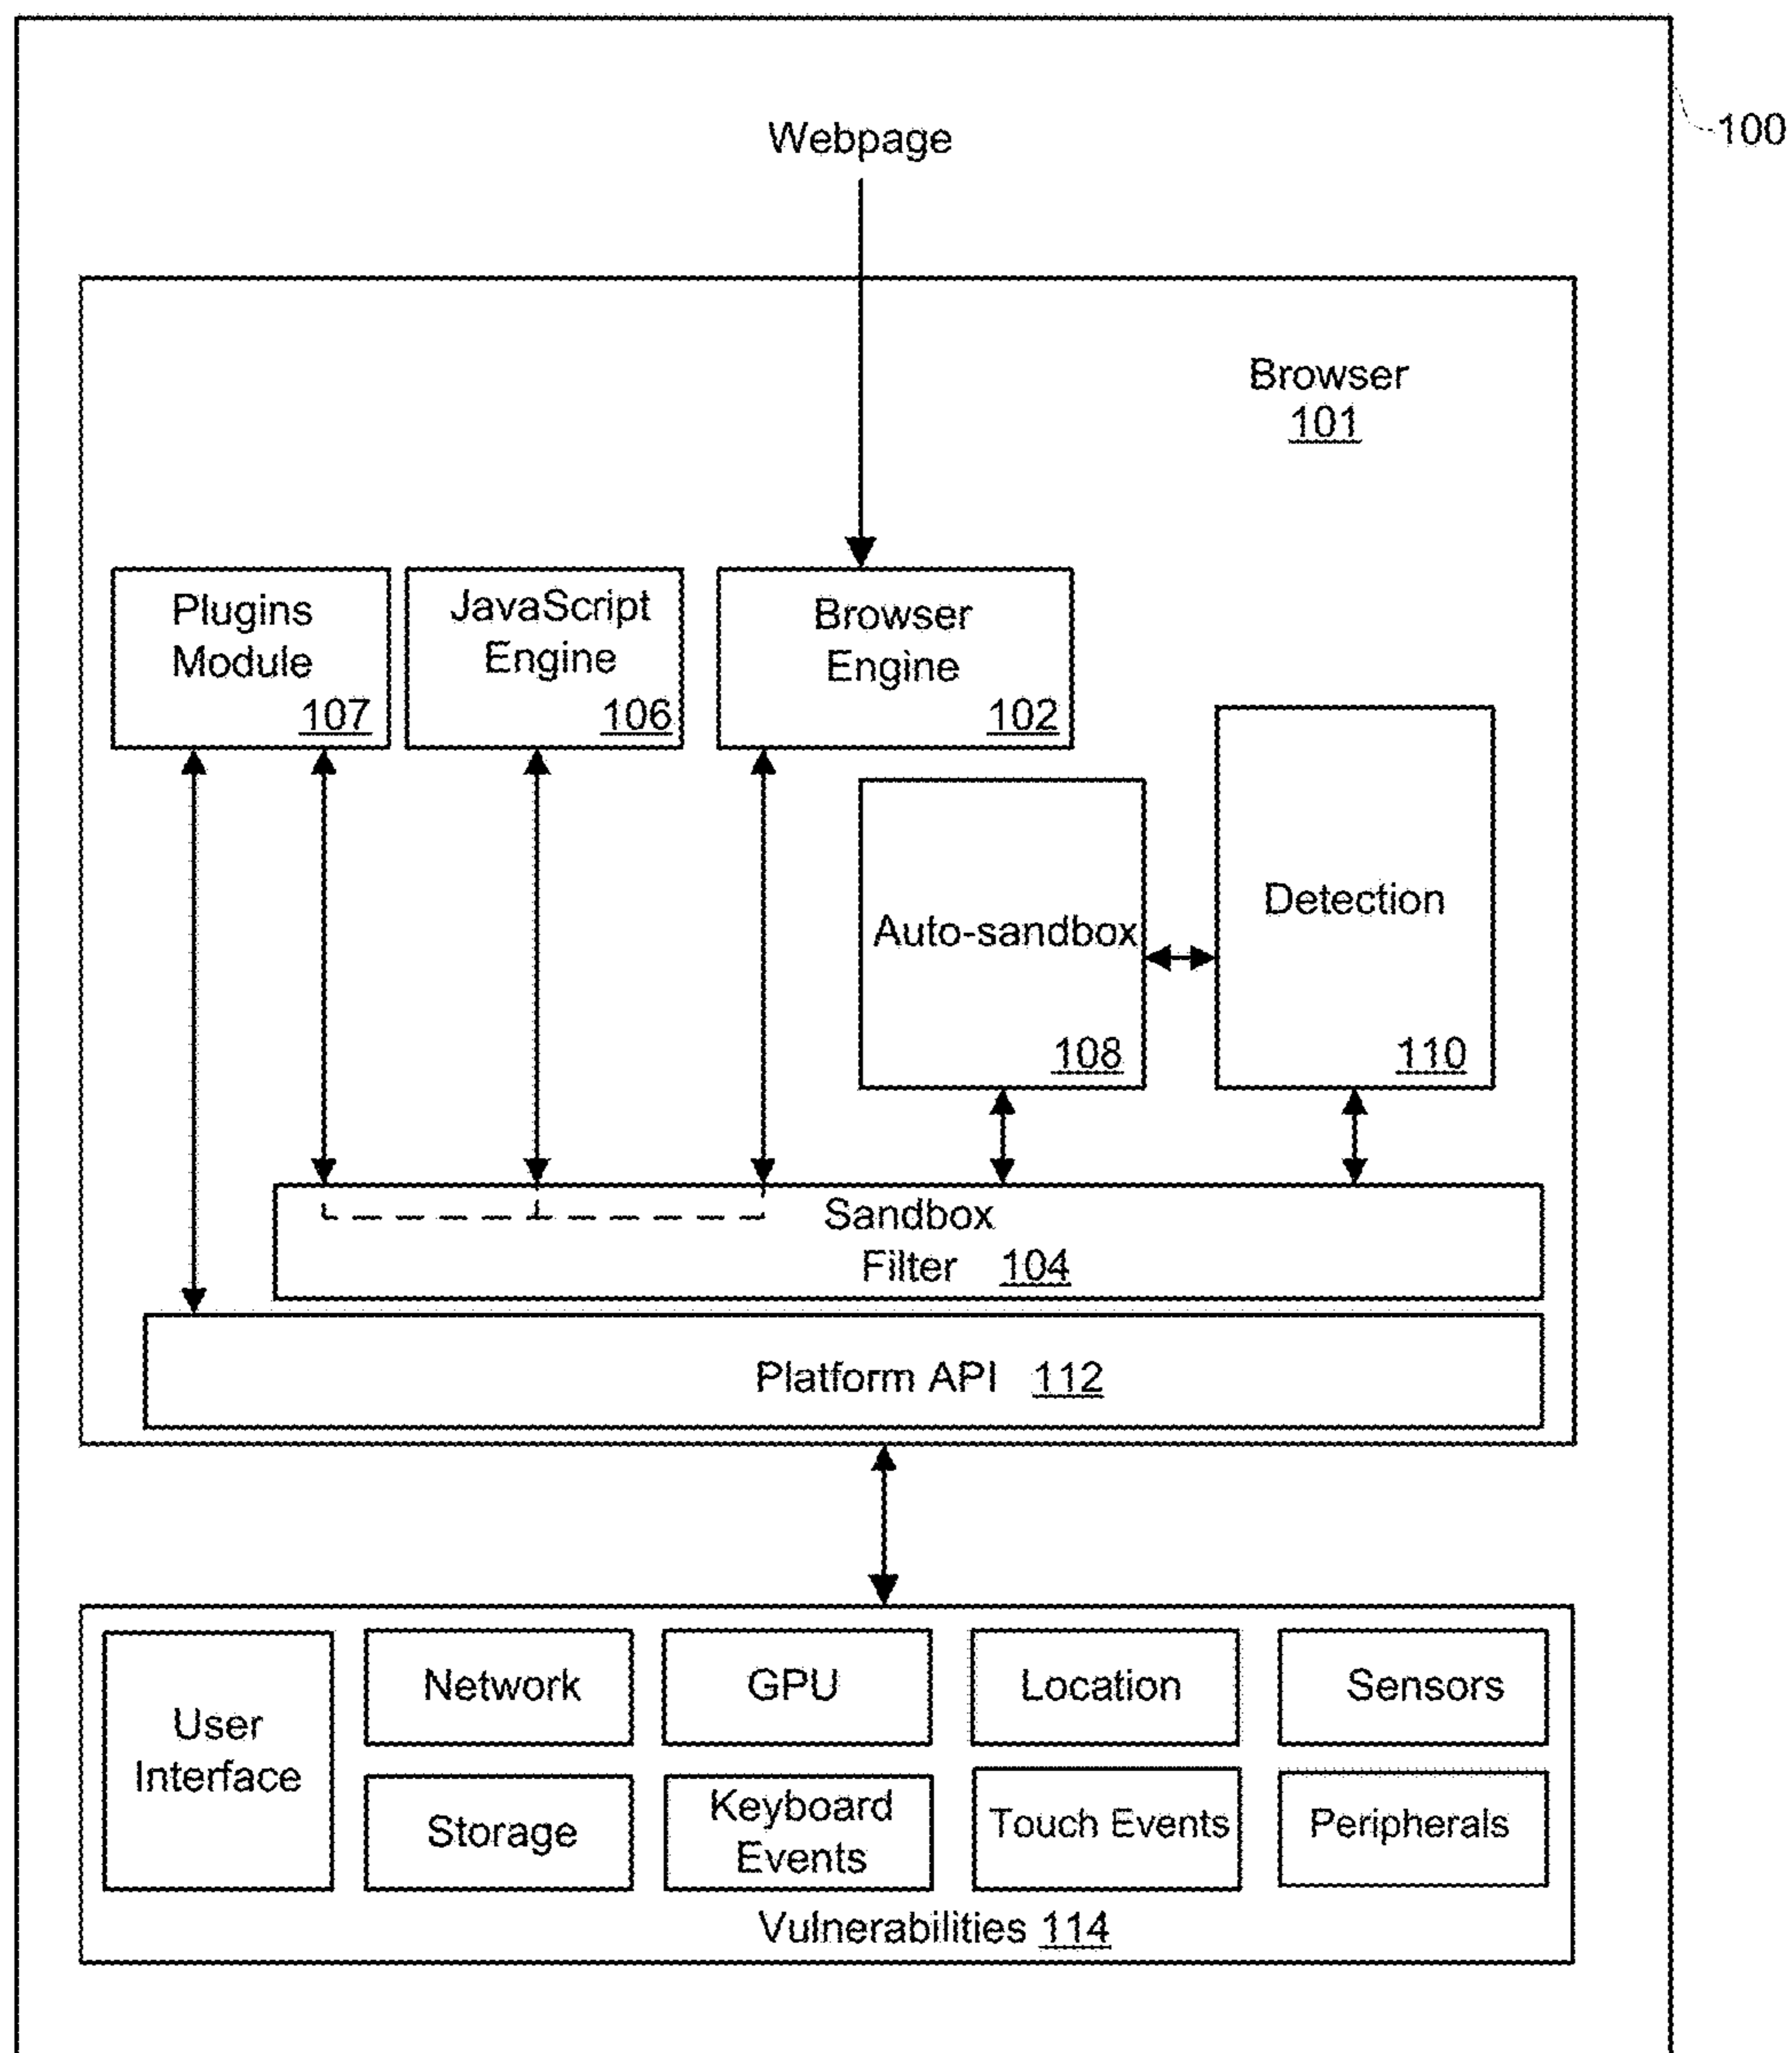 Webpage
100
Browser
101
Plugins
Module
107
JavaScript
Engine
106
Browser
Engine
102
Auto-sandbox
108
Detection
110
Sandbox
Filter 104
Platform API 112
User
Interface
Network
GPU
Location
Sensors
Storage
Keyboard
Events
Touch Events
Peripherals
Vulnerabilities 114